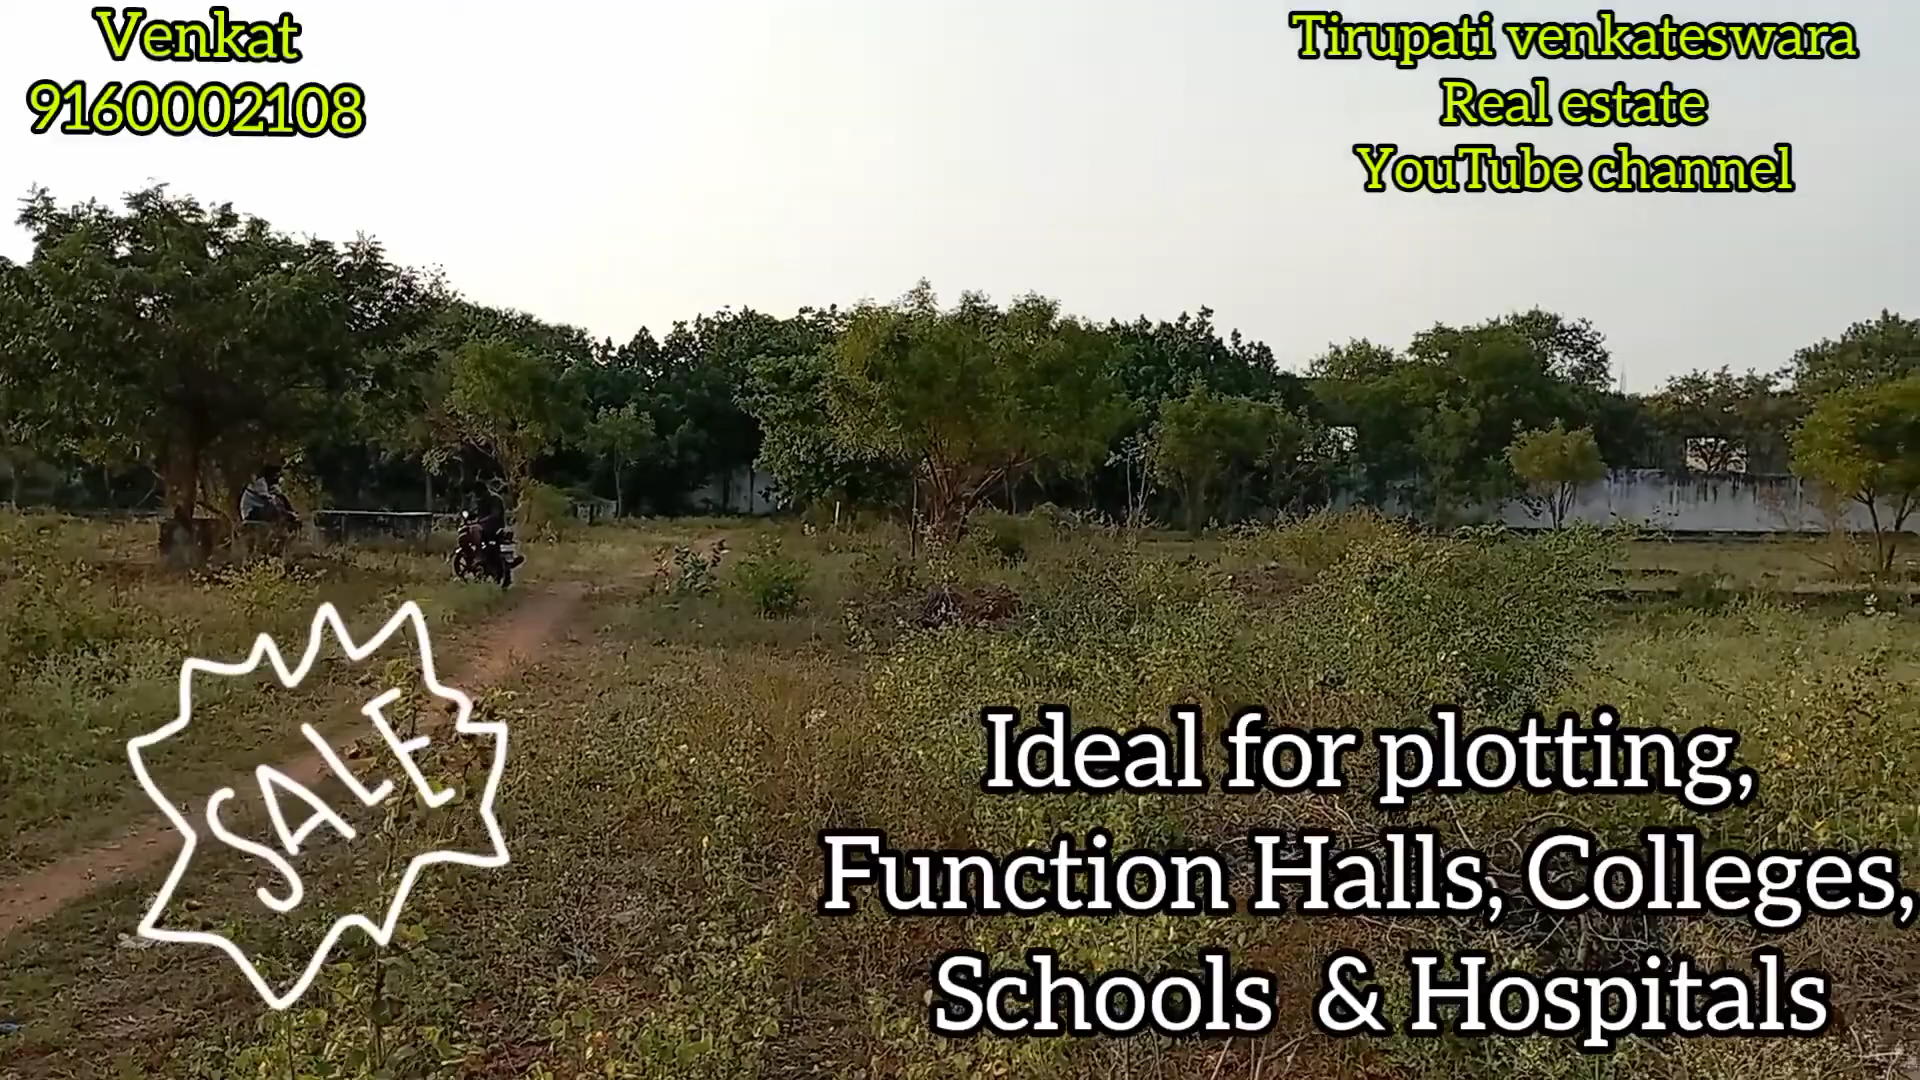 Venkat
9160002108
Tirupati venkateswara
Real estate
YouTube channel
SALE
Ideal for plotting,
Function Halls, Colleges,
Schools & Hospitals